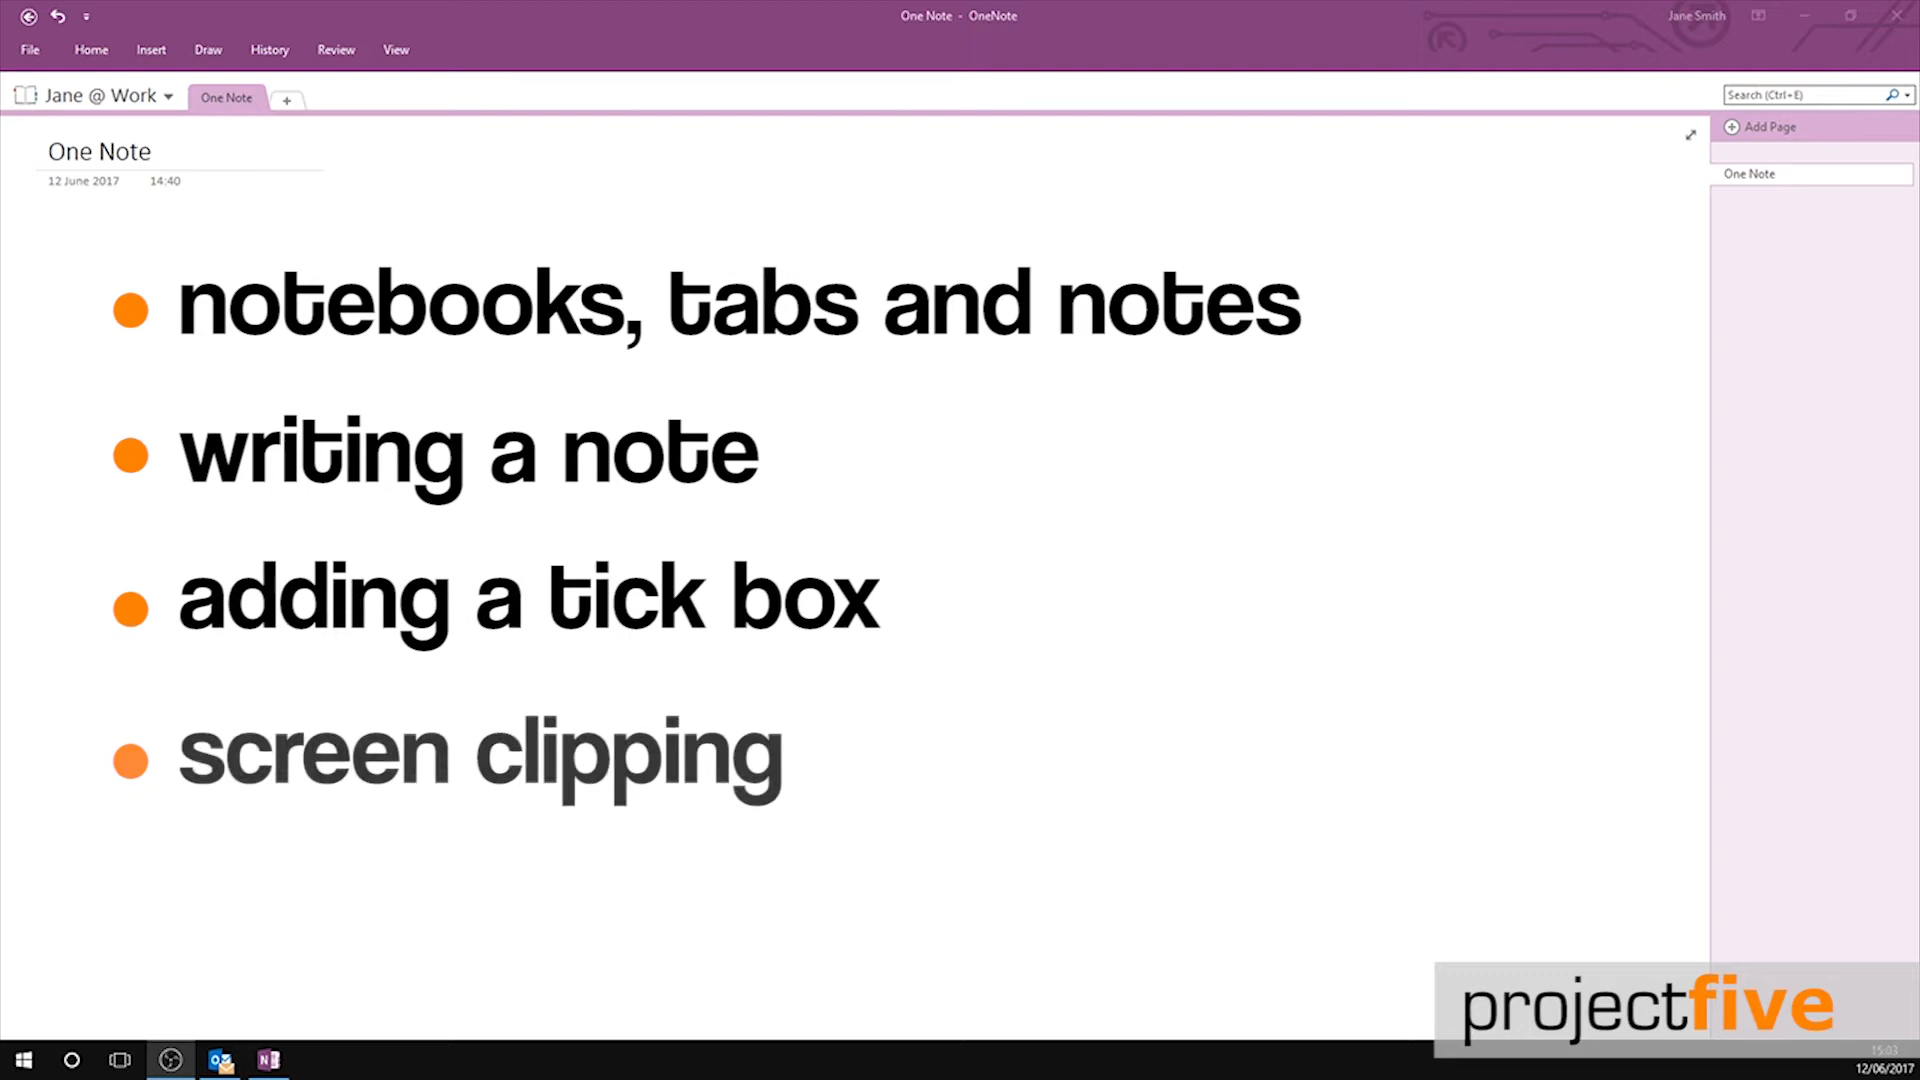 One Note - OneNote
Jane Smith
File Home Insert Draw History Review View
Jane @ Work
One Note
+
Search (Ctrl+E)
Add Page
One Note
12 June 2017 14:40
One Note
notebooks, tabs and notes
writing a note
adding a tick box
screen clipping
projectfive
15:03
12/06/2017